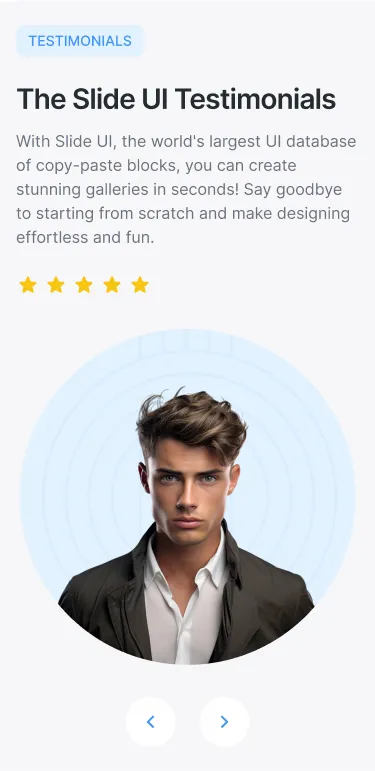 TESTIMONIALS
The Slide UI Testimonials
With Slide UI, the world's largest UI database
of copy-paste blocks, you can create
stunning galleries in seconds! Say goodbye
to starting from scratch and make designing
effortless and fun.